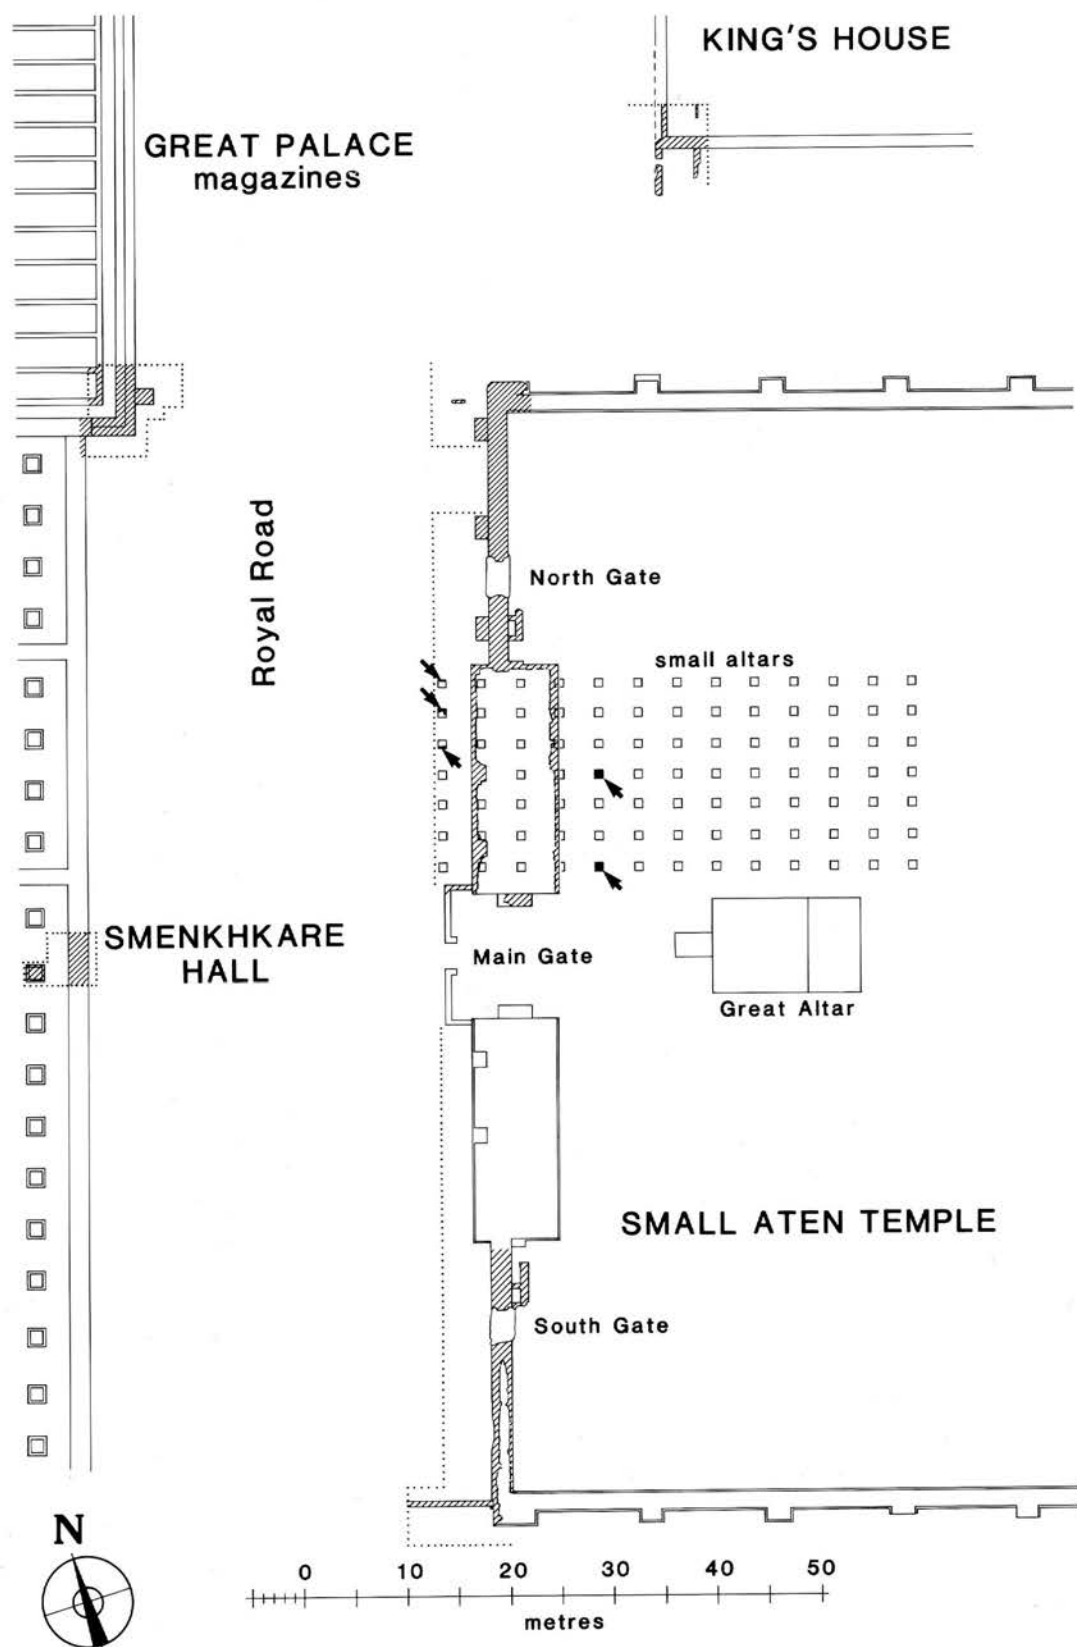 KING'S HOUSE
GREAT PALACE
magazines
Royal Road
North Gate
small altars
SMENKHKARE
HALL
Main Gate
Great Altar
SMALL ATEN TEMPLE
South Gate
N
0 10 20 30 40 50
metres